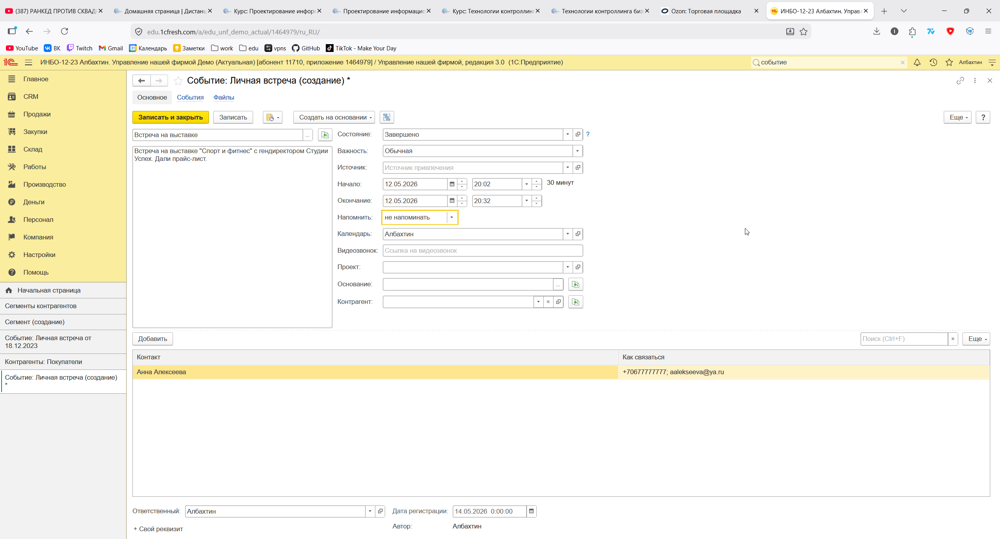 (387) РАНКЕД ПРОТИВ СКВАД
Домашняя страница | Дистанц
Курс: Проектирование информ
Проектирование информацио
Курс: Технологии контроллинг
Технологии контроллинга биз
Ozon: Торговая площадка
ИНБО-12-23 Албахтин. Управл
edu.1cfresh.com/a/edu_unf_demo_actual/1464979/ru_RU/
YouTube
ВК
Twitch
Gmail
31
Календарь
Заметки
work
edu
vpns
GitHub
TikTok - Make Your Day
ИНБО-12-23 Албахтин. Управление нашей фирмой Демо (Актуальная) [абонент 11710, приложение 1464979] / Управление нашей фирмой, редакция 3.0 (1С:Предприятие)
событие
Албахтин
Главное
CRM
Продажи
Закупки
Склад
Работы
Производство
Деньги
Персонал
Компания
Настройки
Помощь
Начальная страница
Сегменты контрагентов
Сегмент (создание)
Событие: Личная встреча от
18.12.2023
Контрагенты: Покупатели
Событие: Личная встреча (создание)
*
Событие: Личная встреча (создание) *
Основное
События
Файлы
Записать и закрыть
Записать
Создать на основании
Еще
?
Встреча на выставке
...
Встреча на выставке "Спорт и фитнес" с гендиректором Студии
Успех. Дали прайс-лист.
Состояние:
Завершено
?
Важность:
Обычная
Источник:
Источник привлечения
Начало:
12.05.2026
20:02
30 минут
Окончание:
12.05.2026
20:32
Напомнить:
не напоминать
Календарь:
Албахтин
Видеозвонок:
Ссылка на видеозвонок
Проект:
Основание:
...
Контрагент:
Добавить
Поиск (Ctrl+F)
×
Еще
Контакт
Как связаться
Анна Алексеева
+70677777777; aalekseeva@ya.ru
Ответственный:
Албахтин
Дата регистрации:
14.05.2026 0:00:00
+ Свой реквизит
Автор:
Албахтин